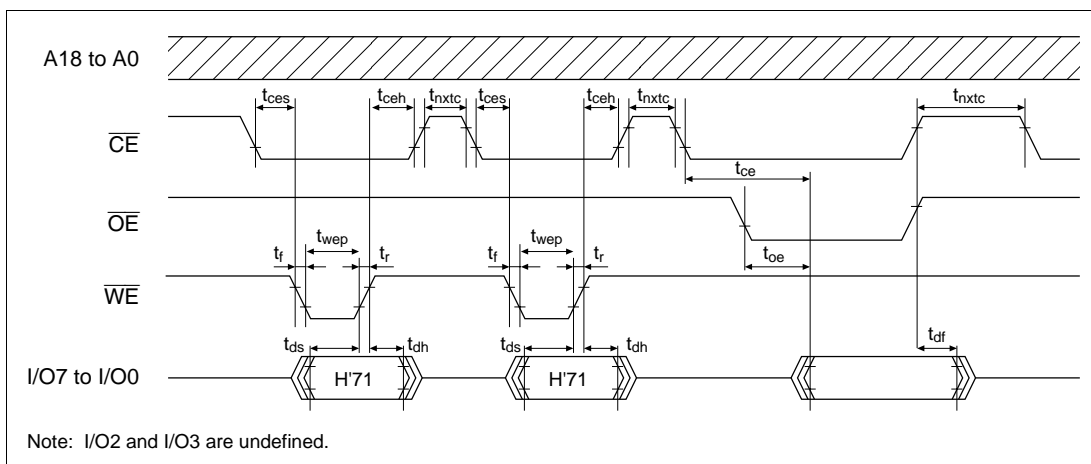 A18 to A0
tces tceh tnxtc tces tceh tnxtc tnxtc
CE
tce
OE
twep twep
tf tr tf tr toe
WE
tds tdh tds tdh tdf
I/O7 to I/O0 H'71 H'71
Note: I/O2 and I/O3 are undefined.